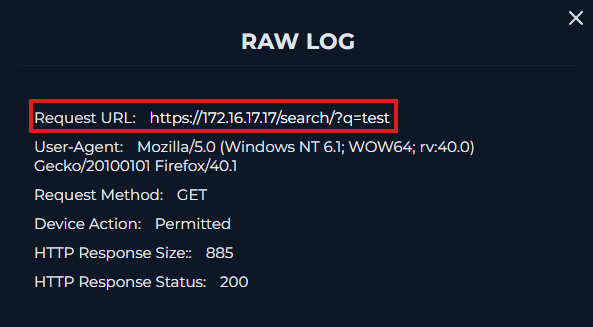 RAW LOG
Request URL: https://172.16.17.17/search/?q=test
User-Agent: Mozilla/5.0 (Windows NT 6.1; WOW64; rv:40.0)
Gecko/20100101 Firefox/40.1
Request Method: GET
Device Action: Permitted
HTTP Response Size:: 885
HTTP Response Status: 200